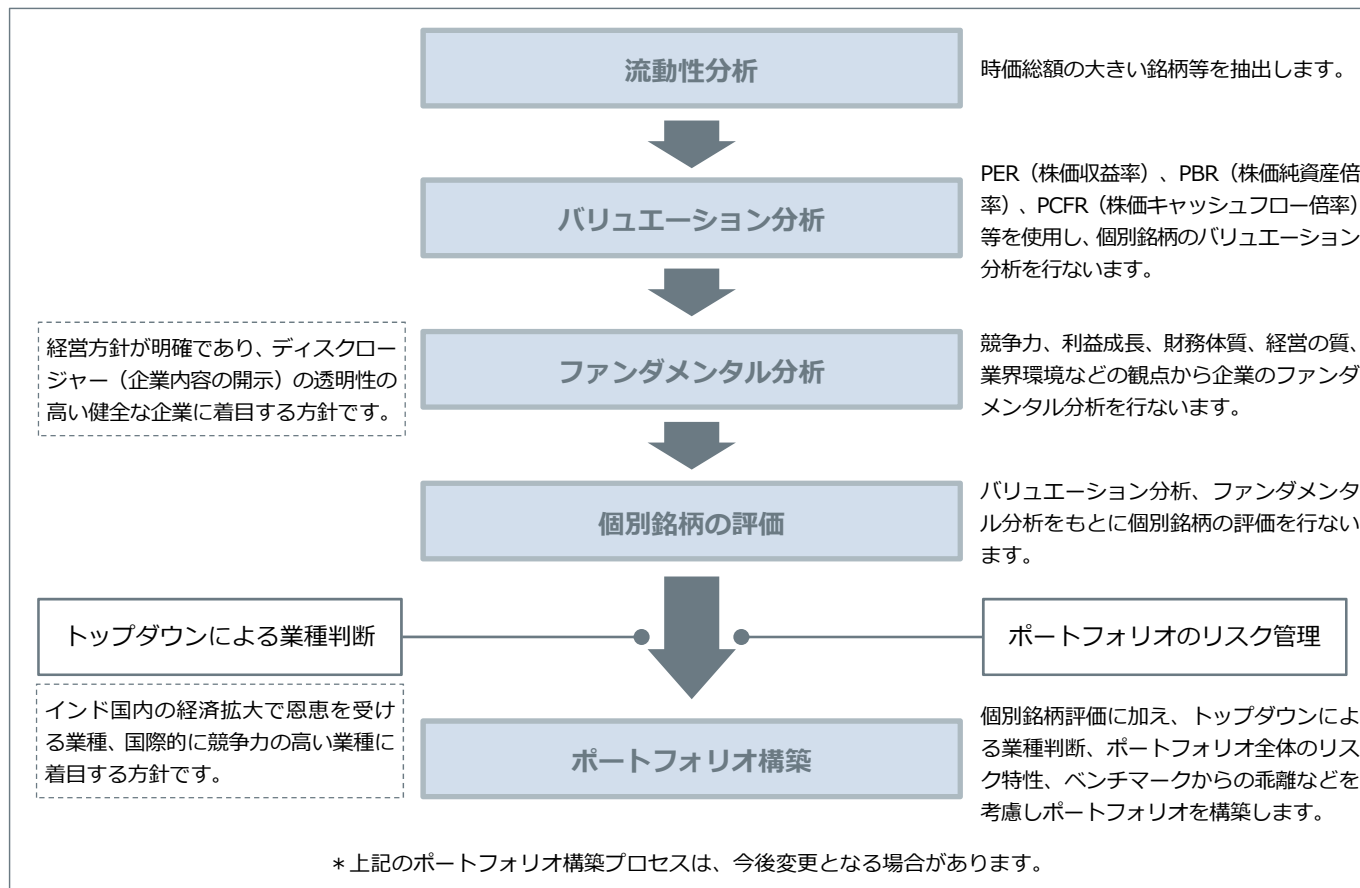 流動性分析
時価総額の大きい銘柄等を抽出します。
バリュエーション分析
PER（株価収益率）、PBR（株価純資産倍
率）、PCFR（株価キャッシュフロー倍率）
等を使用し、個別銘柄のバリュエーション
分析を行ないます。
経営方針が明確であり、ディスクロー
ジャー（企業内容の開示）の透明性の
高い健全な企業に着目する方針です。
ファンダメンタル分析
競争力、利益成長、財務体質、経営の質、
業界環境などの観点から企業のファンダ
メンタル分析を行ないます。
個別銘柄の評価
バリュエーション分析、ファンダメンタ
ル分析をもとに個別銘柄の評価を行ない
ます。
トップダウンによる業種判断
ポートフォリオのリスク管理
インド国内の経済拡大で恩恵を受け
る業種、国際的に競争力の高い業種に
着目する方針です。
ポートフォリオ構築
個別銘柄評価に加え、トップダウンによ
る業種判断、ポートフォリオ全体のリス
ク特性、ベンチマークからの乖離などを
考慮しポートフォリオを構築します。
＊上記のポートフォリオ構築プロセスは、今後変更となる場合があります。